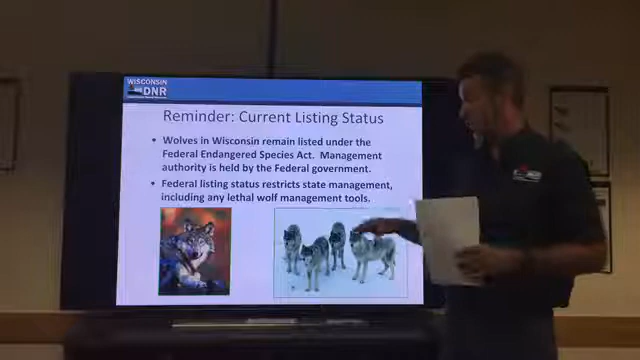 WISCONSIN
DNR
Reminder: Current Listing Status
• Wolves in Wisconsin remain listed under the
Federal Endangered Species Act. Management
authority is held by the Federal government.
• Federal listing status restricts state management,
including any lethal wolf management tools.